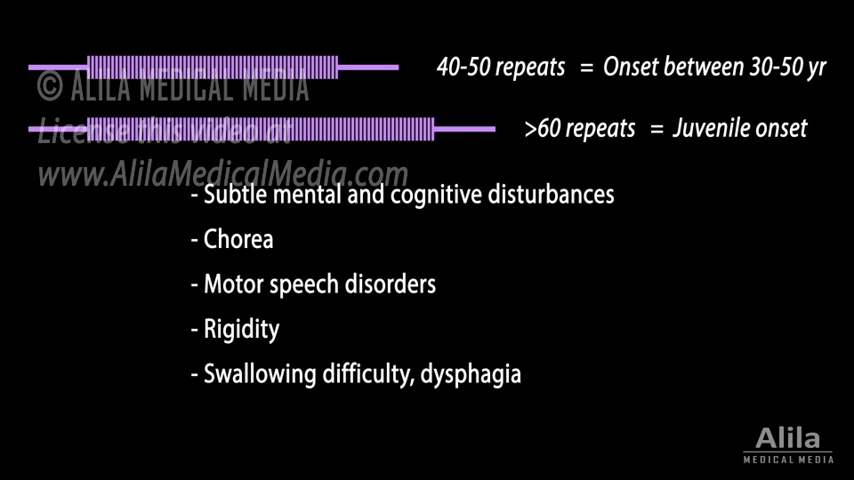 40-50 repeats = Onset between 30-50 yr
© ALILA MEDICAL MEDIA
>60 repeats = Juvenile onset
License this video at
www.AlilaMedicalMedia.com
- Subtle mental and cognitive disturbances
- Chorea
- Motor speech disorders
- Rigidity
- Swallowing difficulty, dysphagia
Alila
MEDICAL MEDIA